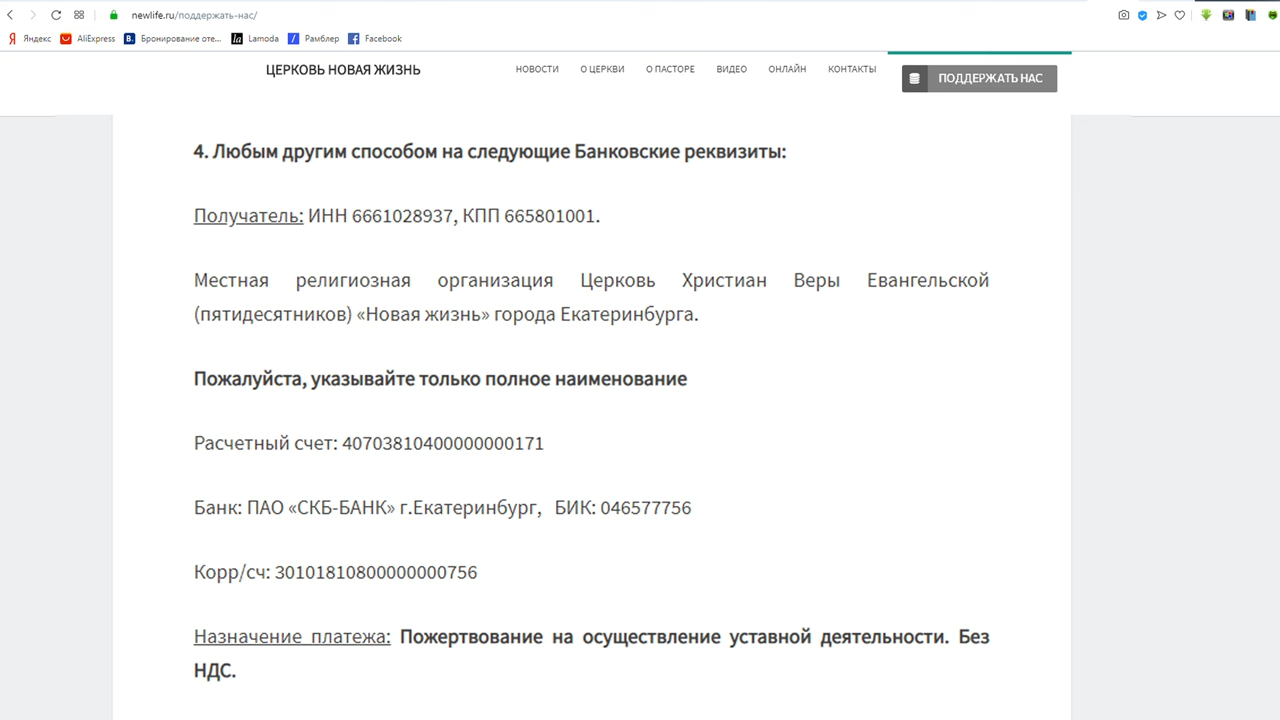 newlife.ru/поддержать-нас/
Яндекс AliExpress Бронирование оте... Lamoda Рамблер Facebook
ЦЕРКОВЬ НОВАЯ ЖИЗНЬ НОВОСТИ О ЦЕРКВИ О ПАСТОРЕ ВИДЕО ОНЛАЙН КОНТАКТЫ ПОДДЕРЖАТЬ НАС
4. Любым другим способом на следующие Банковские реквизиты:
Получатель: ИНН 6661028937, КПП 665801001.
Местная религиозная организация Церковь Христиан Веры Евангельской
(пятидесятников) «Новая жизнь» города Екатеринбурга.
Пожалуйста, указывайте только полное наименование
Расчетный счет: 40703810400000000171
Банк: ПАО «СКБ-БАНК» г.Екатеринбург, БИК: 046577756
Корр/сч: 30101810800000000756
Назначение платежа: Пожертвование на осуществление уставной деятельности. Без
НДС.